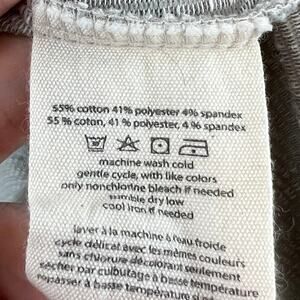 55% cotton 41% polyester 4% spandex
55 % coton, 41 % polyester, 4 % spandex
machine wash cold
gentle cycle, with like colors
only nonchlorine bleach if needed
tumble dry low
cool iron if needed
laver à la machine à l'eau froide
cycle délicat avec les mêmes couleurs
sans chlorure décolorant seulement
sécher par culbutage à basse température
repasser à basse température